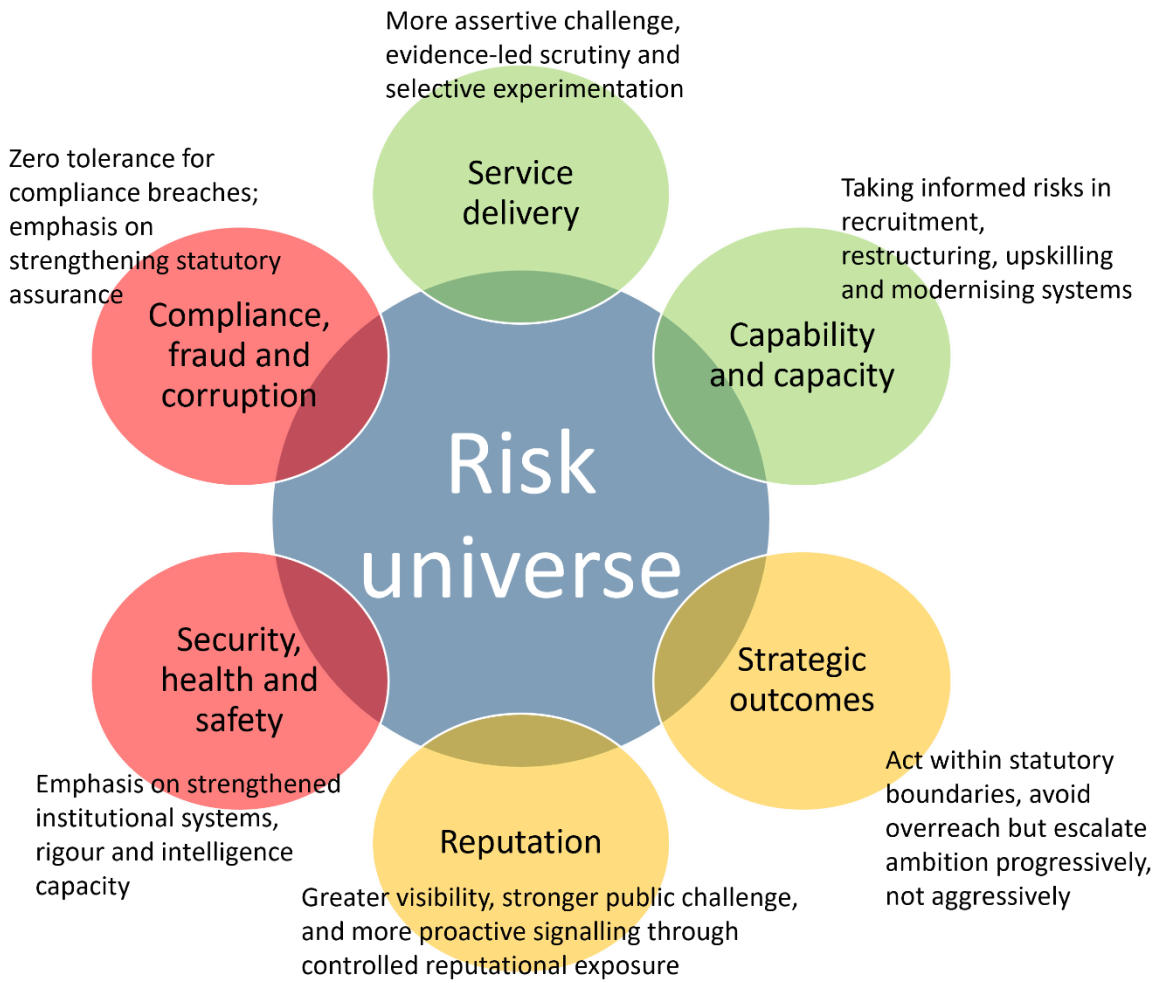 More assertive challenge,
evidence-led scrutiny and
selective experimentation
Service
delivery
Taking informed risks in
recruitment,
restructuring, upskilling
and modernising systems
Capability
and capacity
Zero tolerance for
compliance breaches;
emphasis on
strengthening statutory
assurance
Compliance,
fraud and
corruption
Risk
universe
Security,
health and
safety
Emphasis on strengthened
institutional systems,
rigour and intelligence
capacity
Strategic
outcomes
Act within statutory
boundaries, avoid
overreach but escalate
ambition progressively,
not aggressively
Reputation
Greater visibility, stronger public challenge,
and more proactive signalling through
controlled reputational exposure